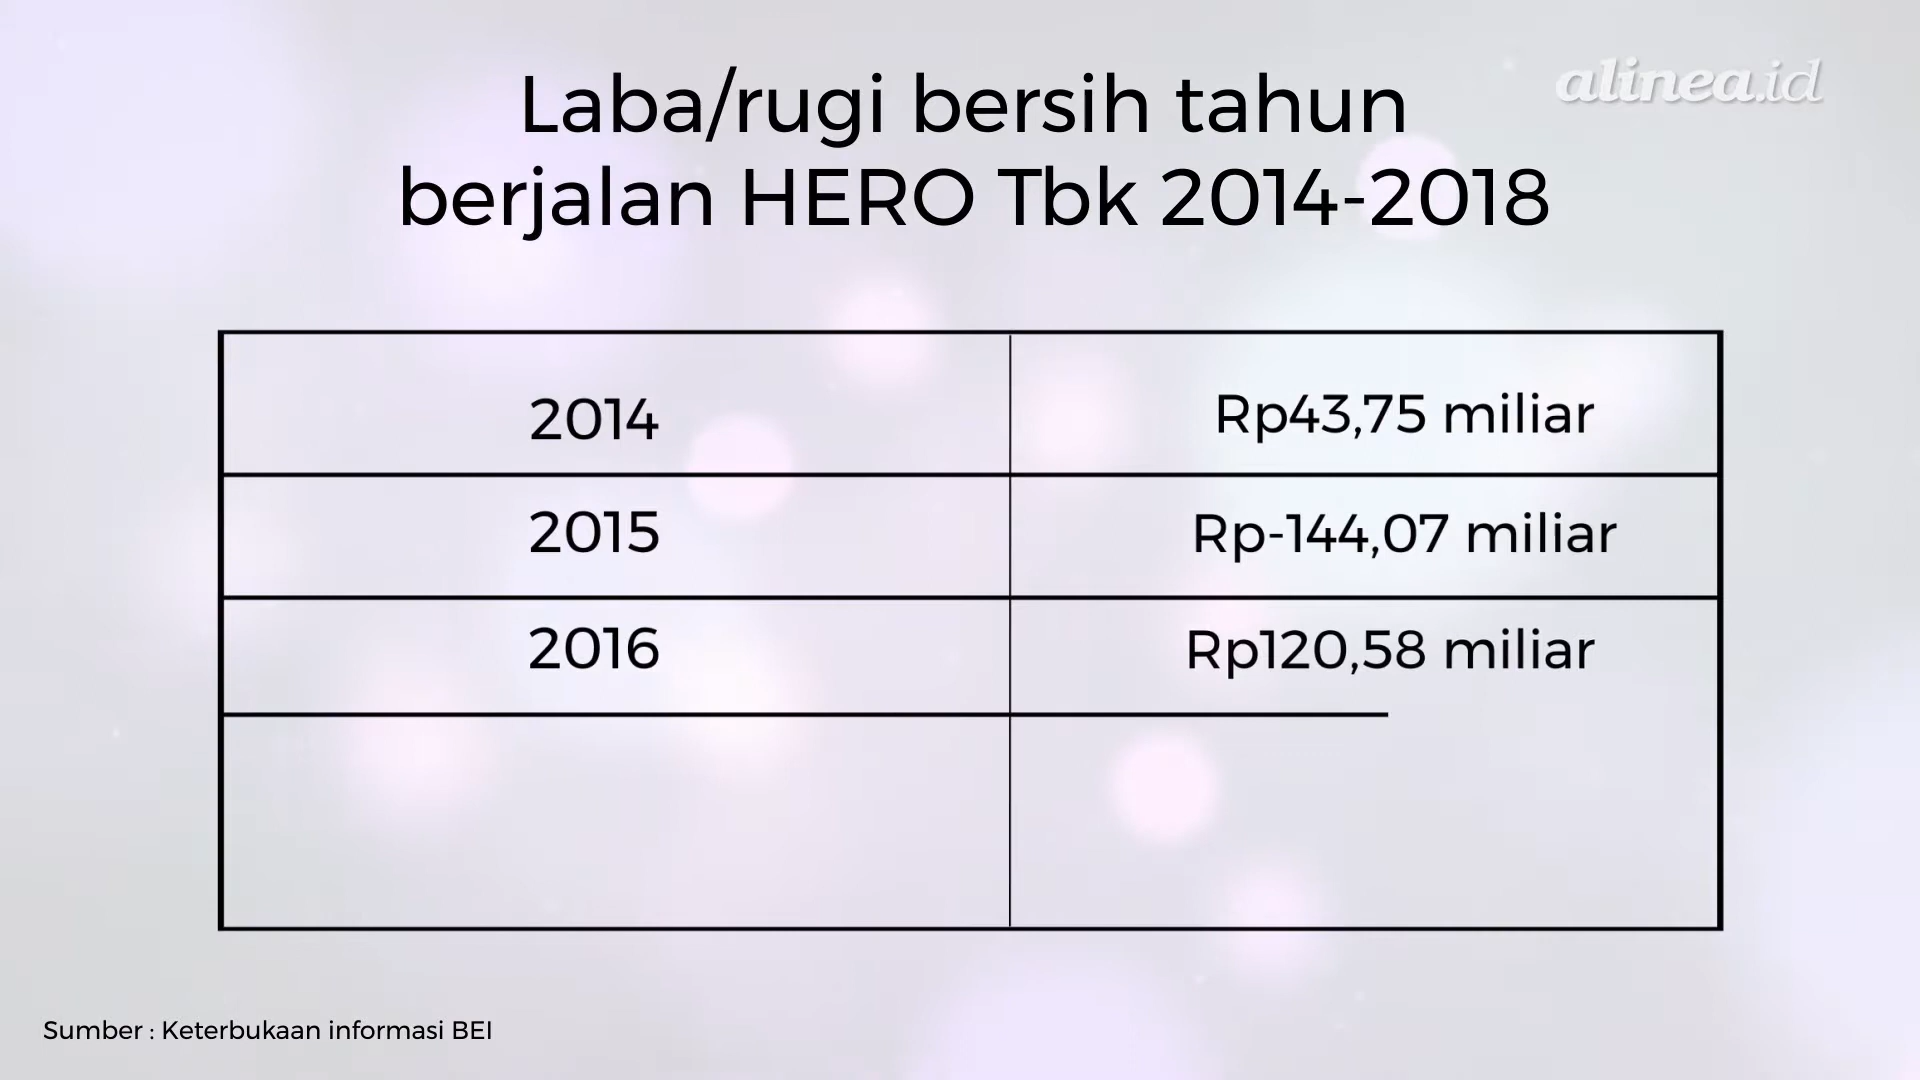 alinea.id
Laba/rugi bersih tahun
berjalan HERO Tbk 2014-2018
2014 Rp43,75 miliar
2015 Rp-144,07 miliar
2016 Rp120,58 miliar
Sumber : Keterbukaan informasi BEI